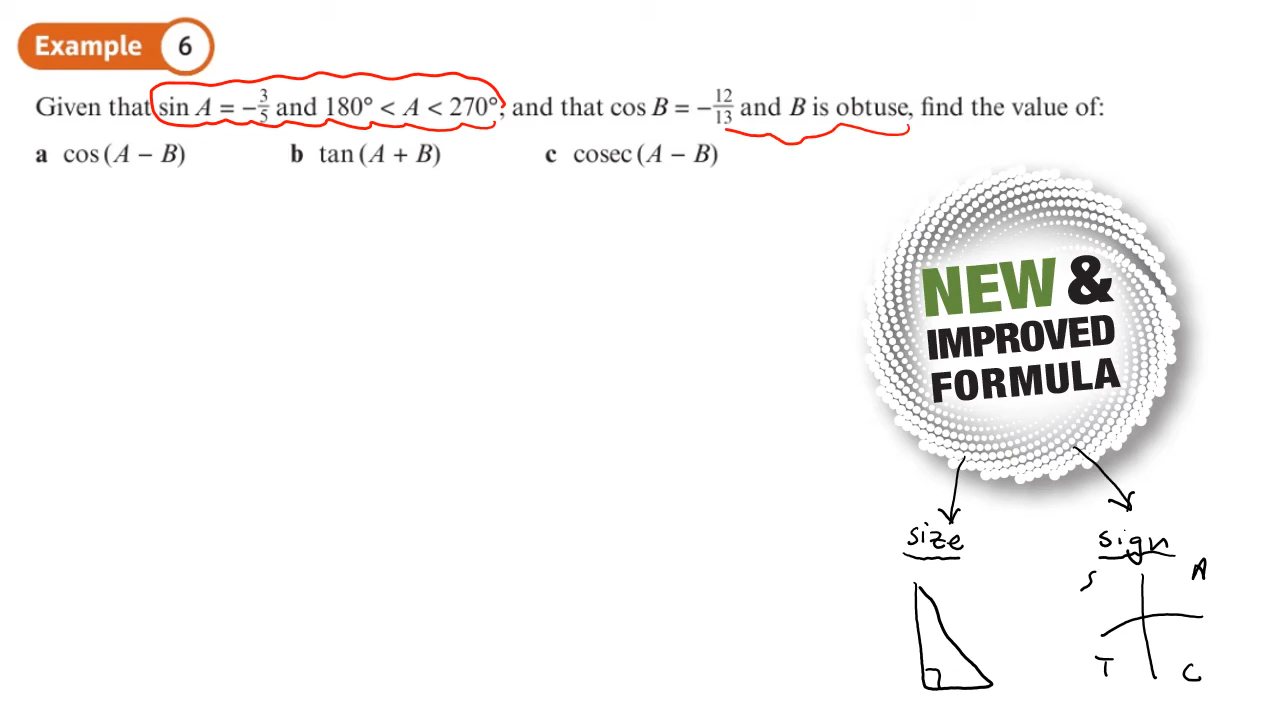 Example 6
Given that sin A = −3/5 and 180° < A < 270°, and that cos B = −12/13 and B is obtuse, find the value of:
a cos (A − B) b tan (A + B) c cosec (A − B)
NEW &
IMPROVED
FORMULA
size sign
S A
T C